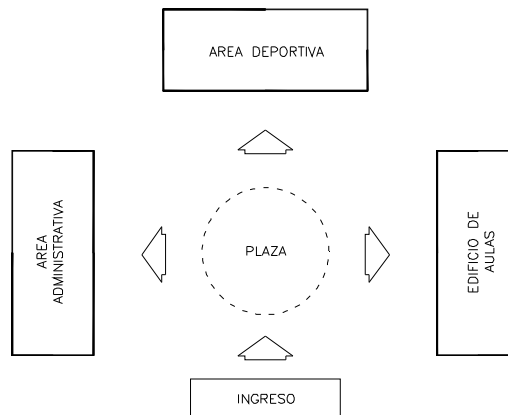 AREA DEPORTIVA
AREA
ADMINISTRATIVA
PLAZA
EDIFICIO DE
AULAS
INGRESO